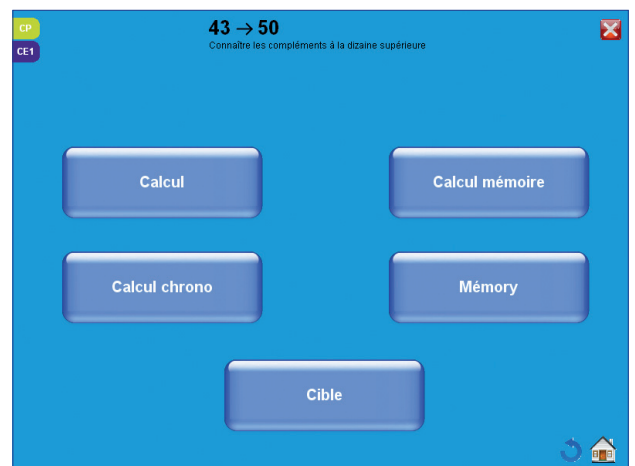 CP
CE1
43 → 50
Connaître les compléments à la dizaine supérieure
Calcul
Calcul mémoire
Calcul chrono
Mémory
Cible